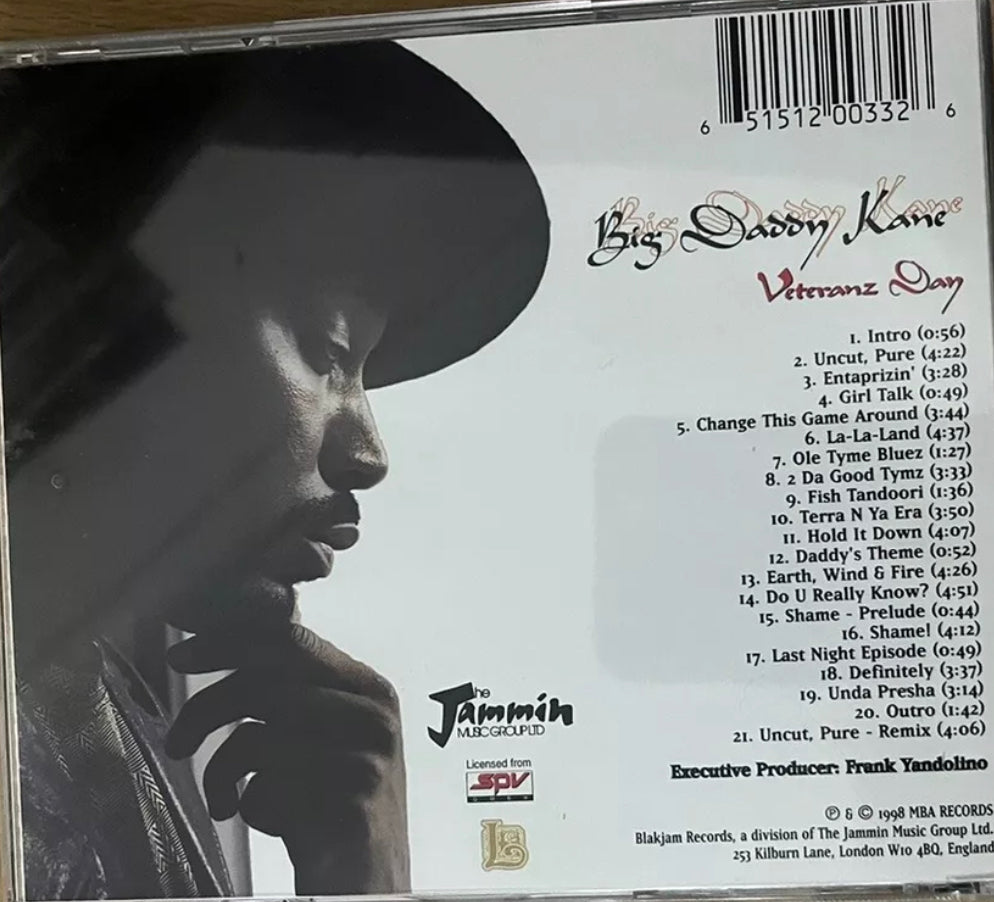 6 51512 00332 6
Big Daddy Kane
Veteranz Day
1. Intro (0:56)
2. Uncut, Pure (4:22)
3. Entaprizin' (3:28)
4. Girl Talk (0:49)
5. Change This Game Around (3:44)
6. La-La-Land (4:37)
7. Ole Tyme Bluez (1:27)
8. 2 Da Good Tymz (3:33)
9. Fish Tandoori (1:36)
10. Terra N Ya Era (3:50)
11. Hold It Down (4:07)
12. Daddy's Theme (0:52)
13. Earth, Wind & Fire (4:26)
14. Do U Really Know? (4:51)
15. Shame - Prelude (0:44)
16. Shame! (4:12)
17. Last Night Episode (0:49)
18. Definitely (3:37)
19. Unda Presha (3:14)
20. Outro (1:42)
21. Uncut, Pure - Remix (4:06)
The
Jammin
MUSIC GROUP LTD
Licensed from
SPV
Executive Producer: Frank Yandolino
℗ & © 1998 MBA RECORDS
Blakjam Records, a division of The Jammin Music Group Ltd.
253 Kilburn Lane, London W10 4BQ, England